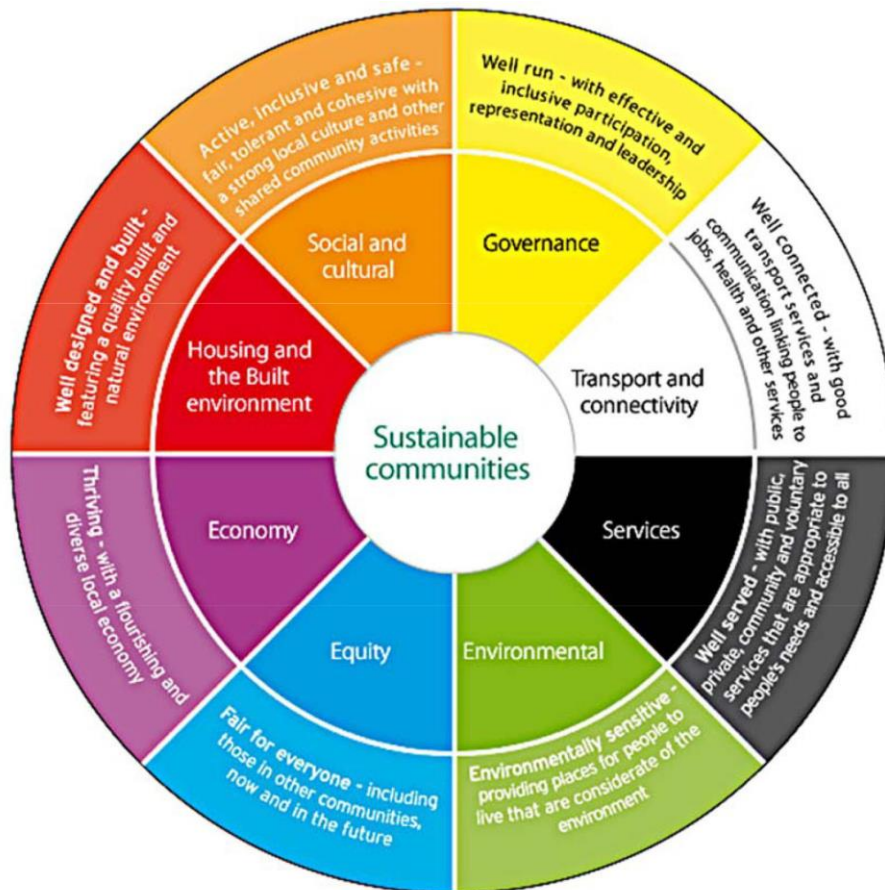 Sustainable
communities
Governance
Well run - with effective and
inclusive participation,
representation and leadership
Transport and
connectivity
Well connected - with good
transport services and
communication linking people to
jobs, health and other services
Services
Well served - with public,
private, community and voluntary
services that are appropriate to
people's needs and accessible to all
Environmental
Environmentally sensitive -
providing places for people to
live that are considerate of the
environment
Equity
Fair for everyone - including
those in other communities,
now and in the future
Economy
Thriving - with a flourishing and
diverse local economy
Housing and
the Built
environment
Well designed and built -
featuring a quality built and
natural environment
Social and
cultural
Active, inclusive and safe -
fair, tolerant and cohesive with
a strong local culture and other
shared community activities